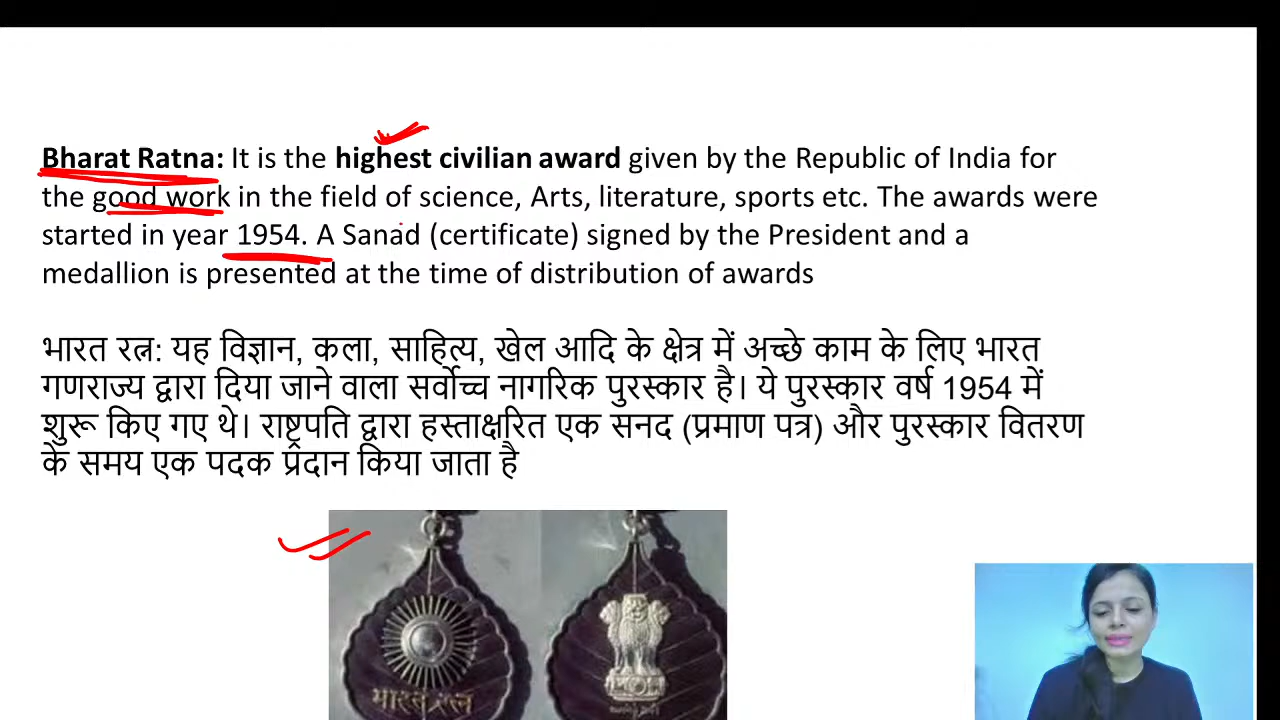 Bharat Ratna: It is the highest civilian award given by the Republic of India for
the good work in the field of science, Arts, literature, sports etc. The awards were
started in year 1954. A Sanad (certificate) signed by the President and a
medallion is presented at the time of distribution of awards
भारत रत्न: यह विज्ञान, कला, साहित्य, खेल आदि के क्षेत्र में अच्छे काम के लिए भारत
गणराज्य द्वारा दिया जाने वाला सर्वोच्च नागरिक पुरस्कार है। ये पुरस्कार वर्ष 1954 में
शुरू किए गए थे। राष्ट्रपति द्वारा हस्ताक्षरित एक सनद (प्रमाण पत्र) और पुरस्कार वितरण
के समय एक पदक प्रदान किया जाता है
भारत रत्न